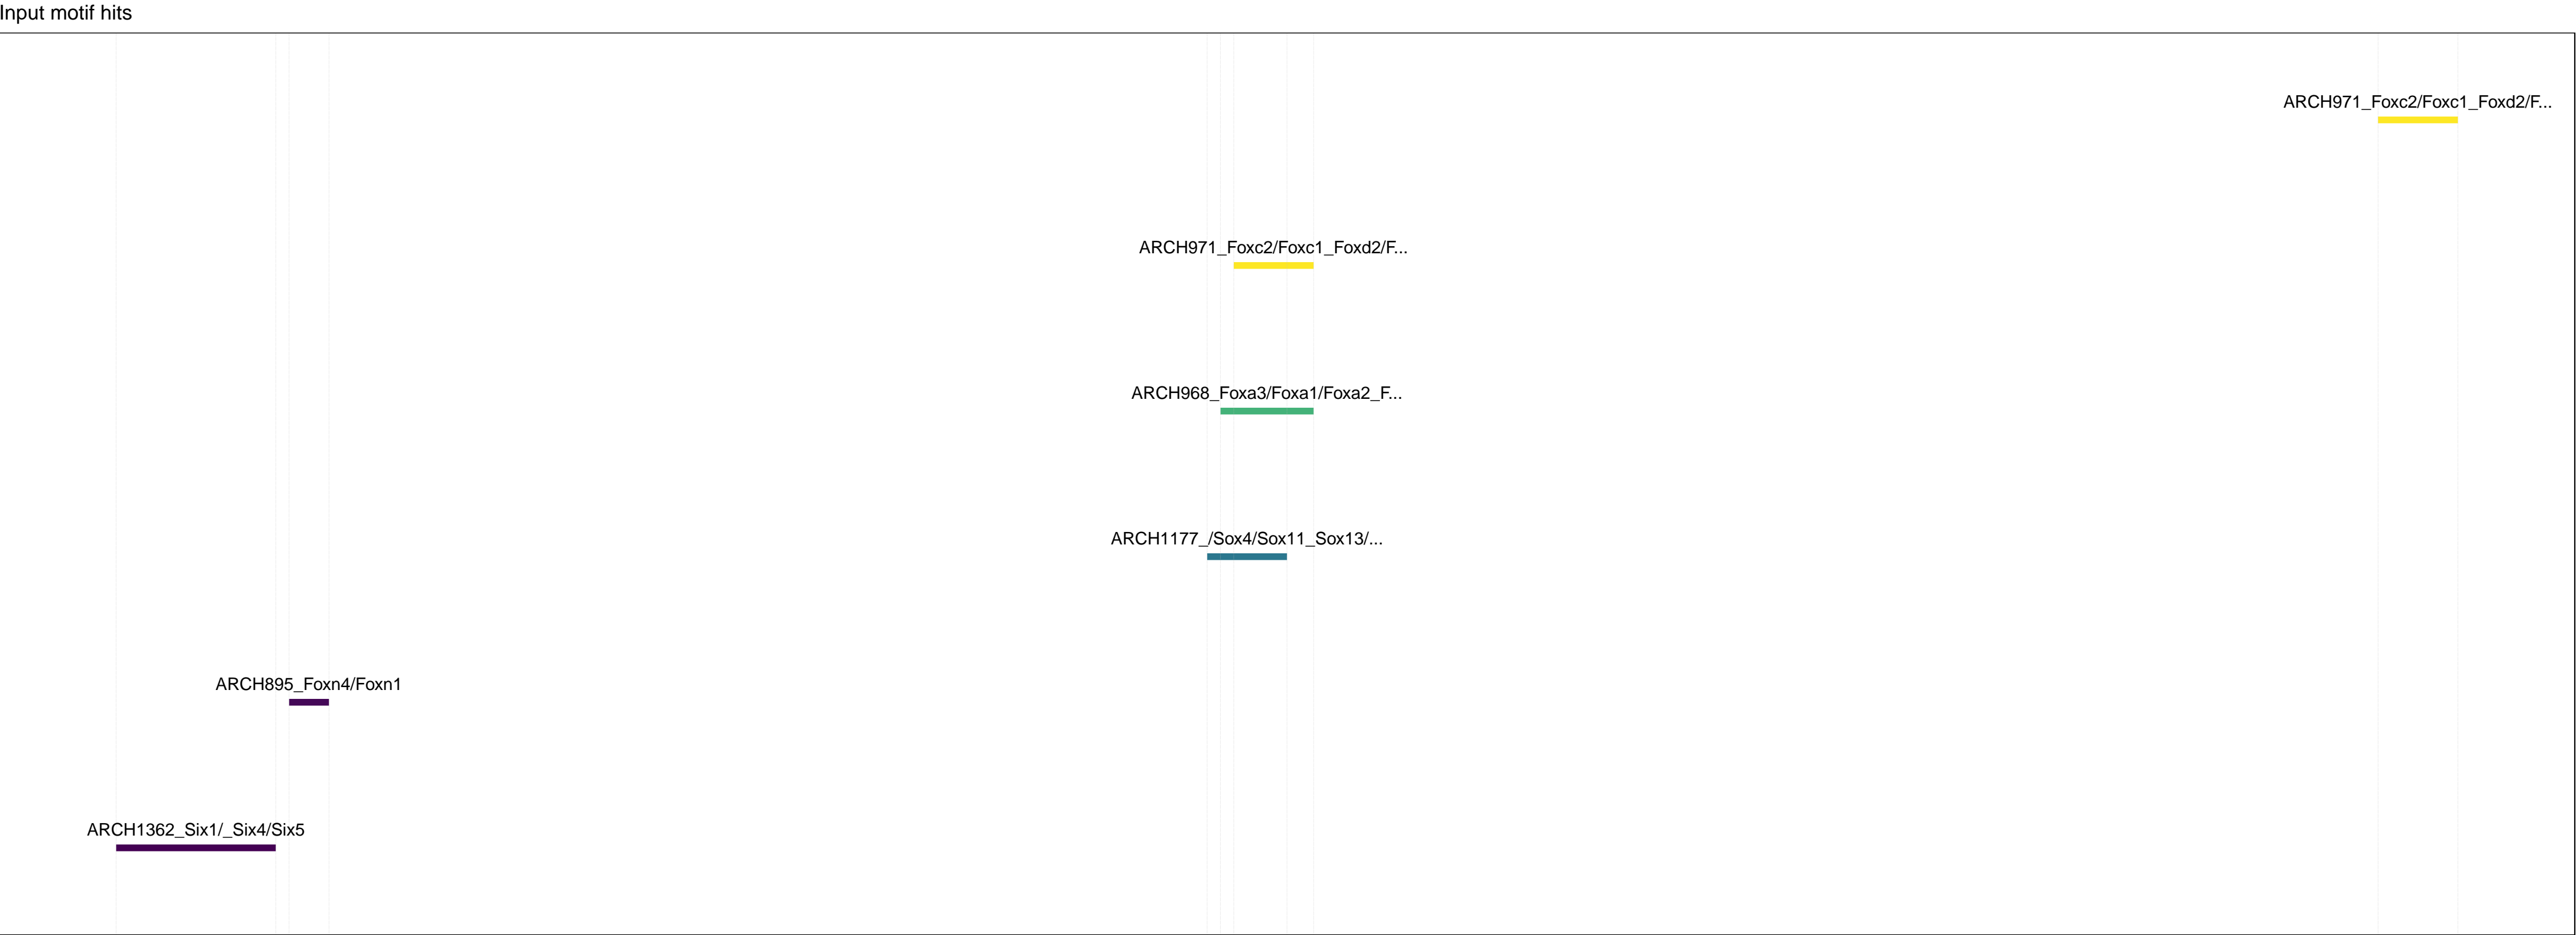 Input motif hits
ARCH971_Foxc2/Foxc1_Foxd2/F...
ARCH971_Foxc2/Foxc1_Foxd2/F...
ARCH968_Foxa3/Foxa1/Foxa2_F...
ARCH1177_/Sox4/Sox11_Sox13/...
ARCH895_Foxn4/Foxn1
ARCH1362_Six1/_Six4/Six5